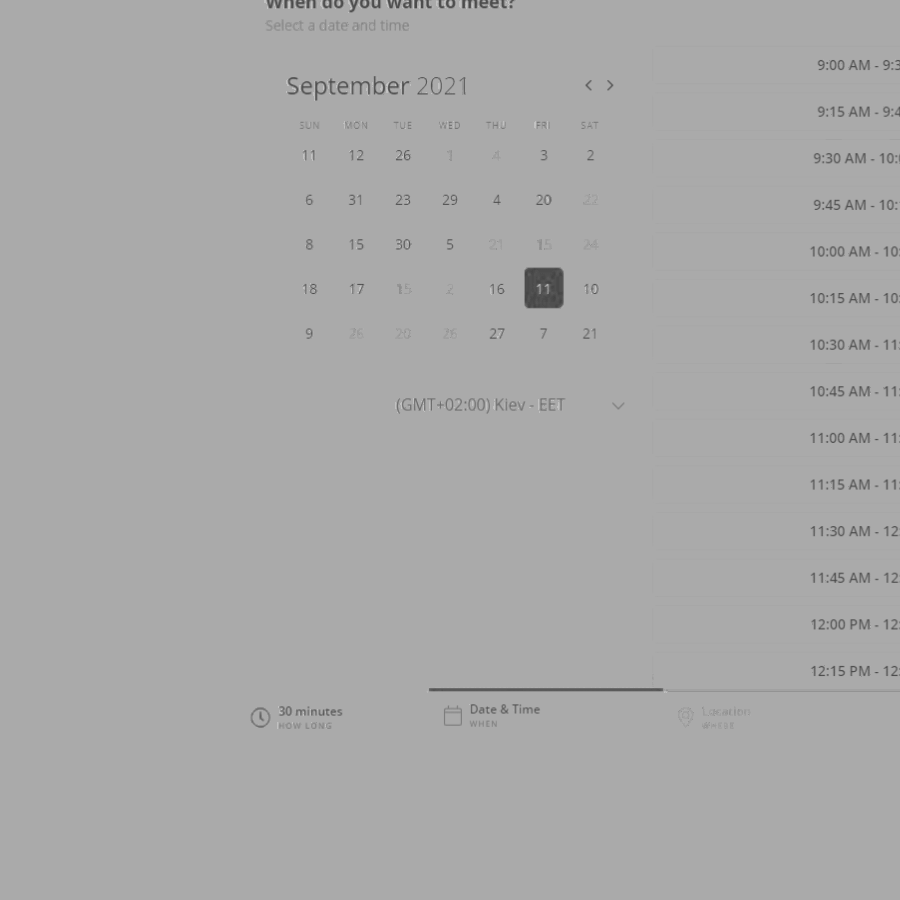 When do you want to meet?
Select a date and time
September 2021
SUN MON TUE WED THU FRI SAT
11 12 26 1 4 3 2
6 31 23 29 4 20 22
8 15 30 5 21 15 24
18 17 15 2 16 11 10
9 26 20 26 27 7 21
(GMT+02:00) Kiev - EET
9:00 AM - 9:3
9:15 AM - 9:4
9:30 AM - 10:
9:45 AM - 10:
10:00 AM - 10:
10:15 AM - 10:
10:30 AM - 11:
10:45 AM - 11:
11:00 AM - 11:
11:15 AM - 11:
11:30 AM - 12:
11:45 AM - 12:
12:00 PM - 12:
12:15 PM - 12:
30 minutes
HOW LONG
Date & Time
WHEN
Location